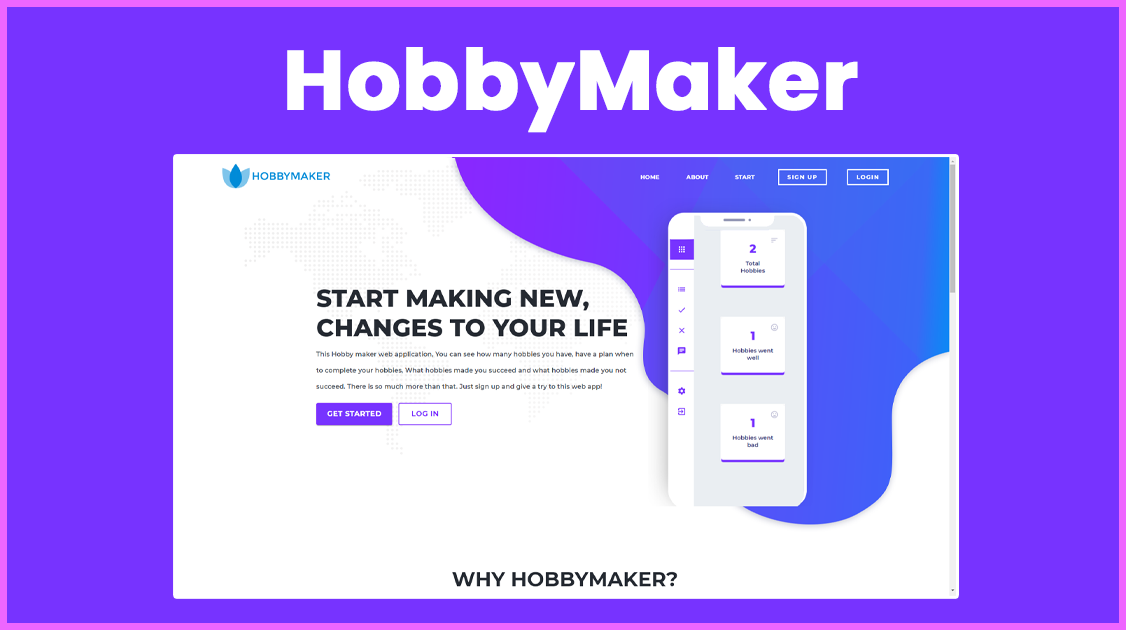 HobbyMaker
HOBBYMAKER
HOME ABOUT START SIGN UP LOGIN
START MAKING NEW,
CHANGES TO YOUR LIFE
This Hobby maker web application, You can see how many hobbies you have, have a plan when
to complete your hobbies. What hobbies made you succeed and what hobbies made you not
succeed. There is so much more than that. Just sign up and give a try to this web app!
GET STARTED LOG IN
2
Total
Hobbies
1
Hobbies went
well
1
Hobbies went
bad
WHY HOBBYMAKER?